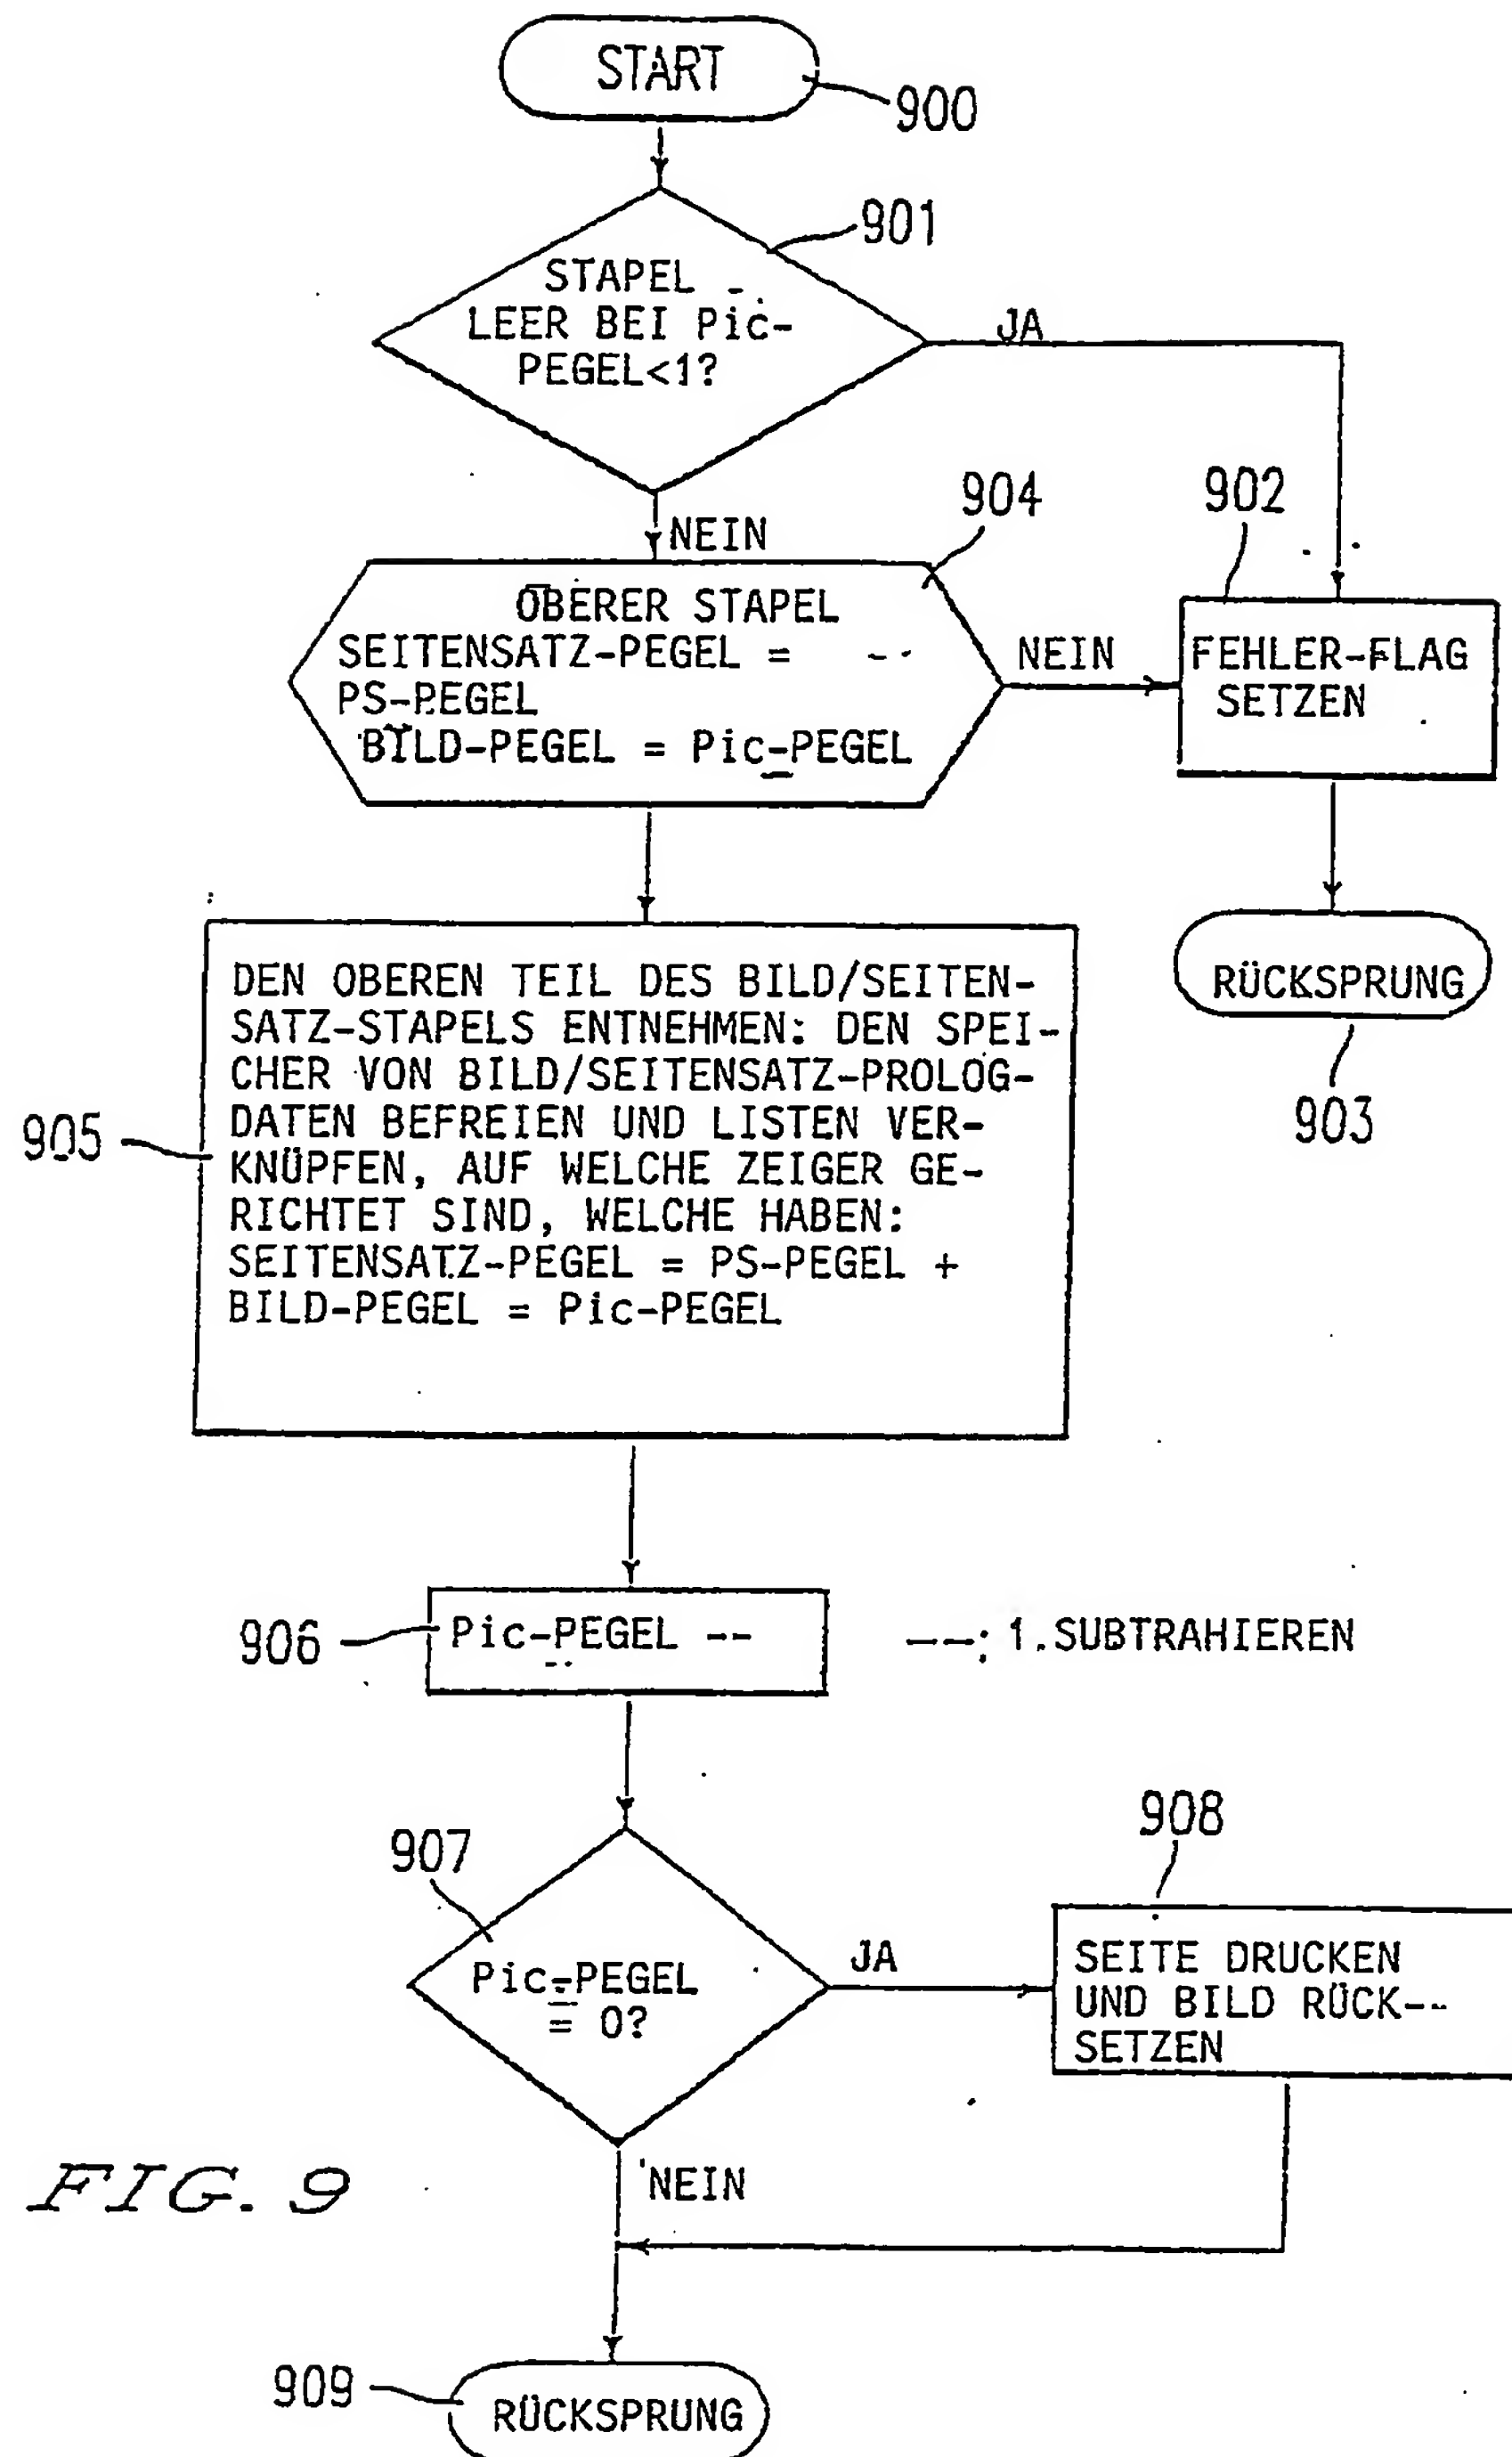 START
900
901
STAPEL
LEER BEI Pic-
PEGEL<1?
JA
NEIN
904
OBERER STAPEL
SEITENSATZ-PEGEL =
PS-PEGEL
BILD-PEGEL = Pic-PEGEL
NEIN
902
FEHLER-FLAG
SETZEN
RÜCKSPRUNG
903
905
DEN OBEREN TEIL DES BILD/SEITEN-
SATZ-STAPELS ENTNEHMEN: DEN SPEI-
CHER VON BILD/SEITENSATZ-PROLOG-
DATEN BEFREIEN UND LISTEN VER-
KNÜPFEN, AUF WELCHE ZEIGER GE-
RICHTET SIND, WELCHE HABEN:
SEITENSATZ-PEGEL = PS-PEGEL +
BILD-PEGEL = Pic-PEGEL
906
Pic-PEGEL --
--: 1.SUBTRAHIEREN
907
Pic-PEGEL
= 0?
JA
908
SEITE DRUCKEN
UND BILD RÜCK--
SETZEN
NEIN
FIG. 9
909
RÜCKSPRUNG